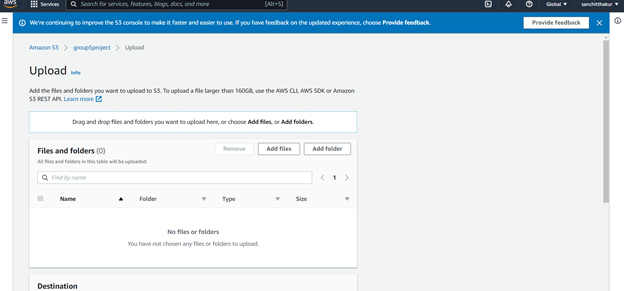 aws
Services
Search for services, features, blogs, docs, and more
[Alt+S]
Global
sanchitthakur
We're continuing to improve the S3 console to make it faster and easier to use. If you have feedback on the updated experience, choose Provide feedback.
Provide feedback
Amazon S3 > group5project > Upload
Upload Info
Add the files and folders you want to upload to S3. To upload a file larger than 160GB, use the AWS CLI, AWS SDK or Amazon
S3 REST API. Learn more
Drag and drop files and folders you want to upload here, or choose Add files, or Add folders.
Files and folders (0)
Remove
Add files
Add folder
All files and folders in this table will be uploaded.
Find by name
1
Name
Folder
Type
Size
No files or folders
You have not chosen any files or folders to upload.
Destination